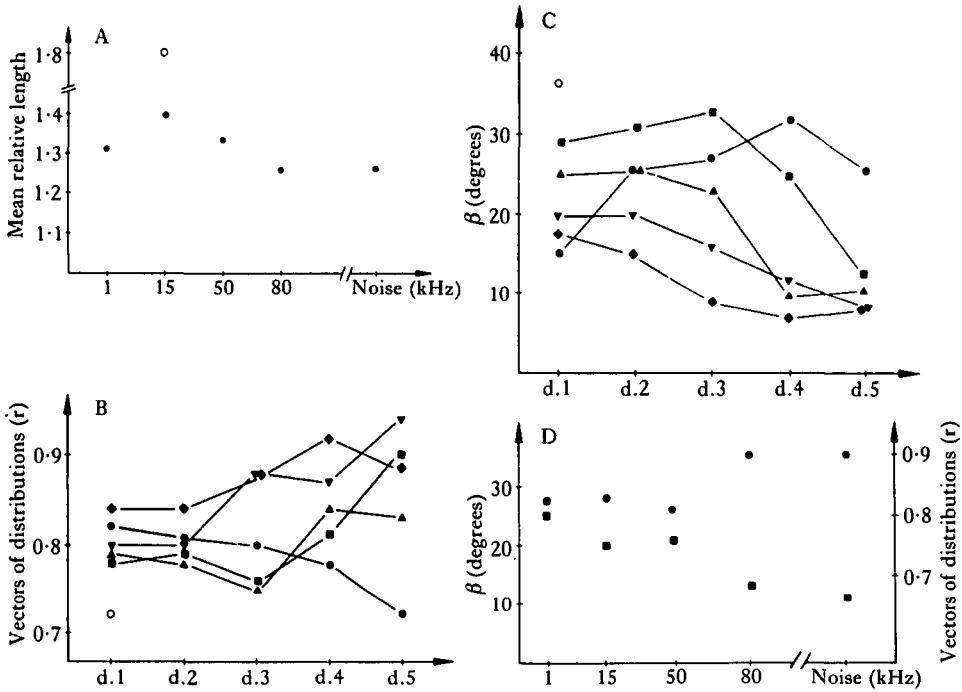 A
Mean relative length
1·8
1·4
1·3
1·2
1·1
1 15 50 80 Noise (kHz)
B
Vectors of distributions (r)
0·9
0·8
0·7
d.1 d.2 d.3 d.4 d.5
C
β (degrees)
40
30
20
10
d.1 d.2 d.3 d.4 d.5
D
β (degrees)
30
20
10
0·9
0·8
0·7
Vectors of distributions (r)
1 15 50 80 Noise (kHz)